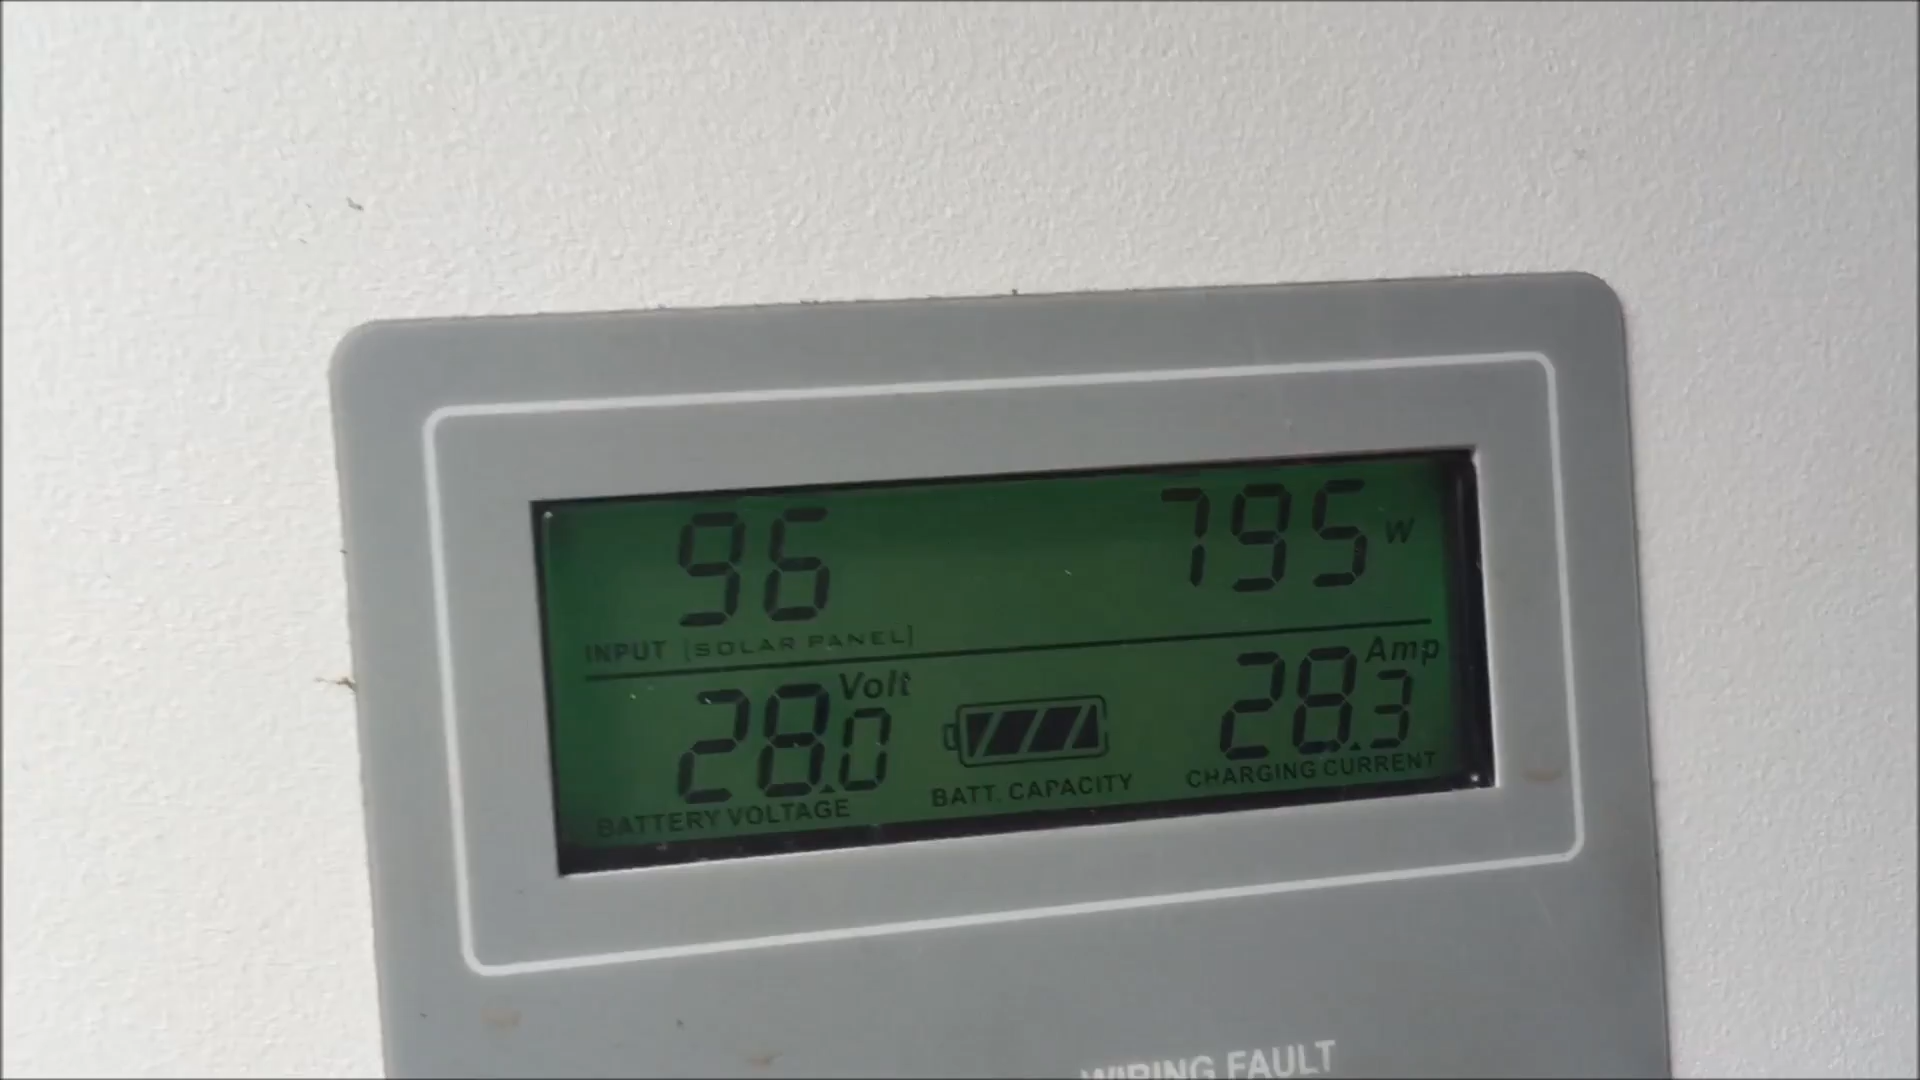 96 795 W
INPUT [SOLAR PANEL]
28.0 Volt 28.3 Amp
BATTERY VOLTAGE BATT. CAPACITY CHARGING CURRENT
WIRING FAULT